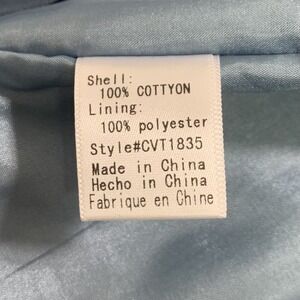 Shell:
100% COTTYON
Lining:
100% polyester
Style#CVT1835
Made in China
Hecho in China
Fabrique en Chine